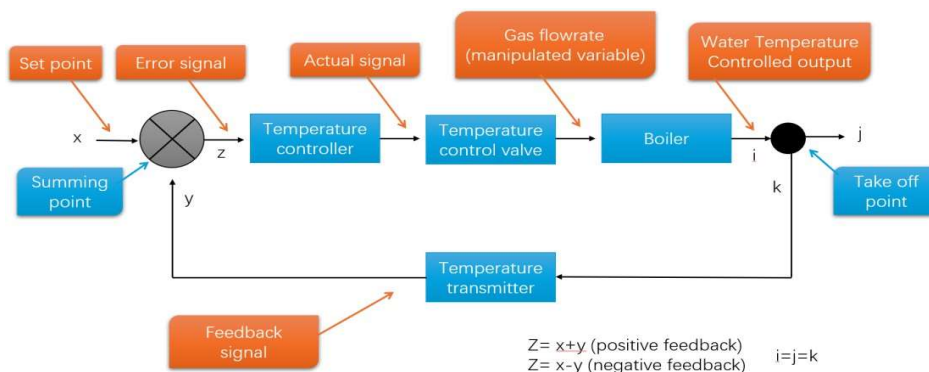 Set point
Error signal
Actual signal
Gas flowrate
(manipulated variable)
Water Temperature
Controlled output
x
z
Temperature
controller
Temperature
control valve
Boiler
i
j
Summing
point
y
k
Take off
point
Temperature
transmitter
Feedback
signal
Z= x+y (positive feedback)
Z= x-y (negative feedback)
i=j=k